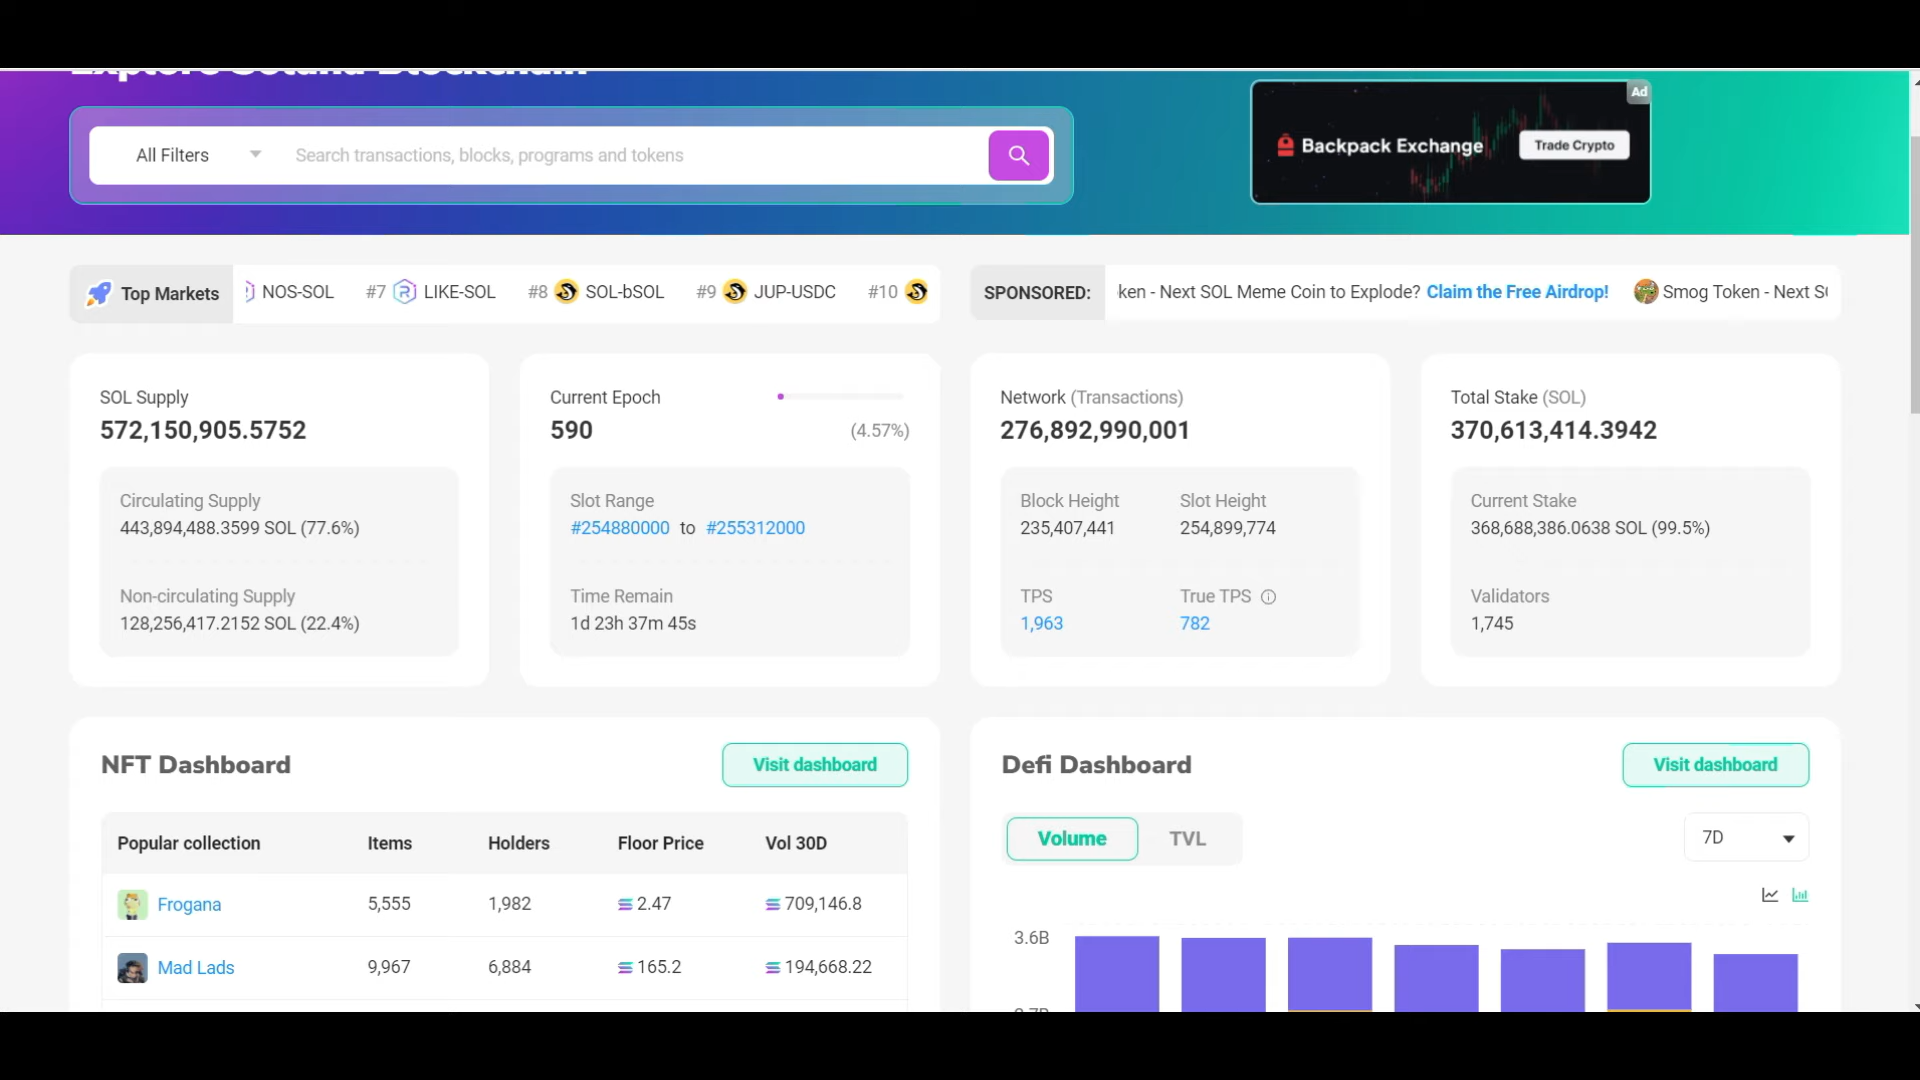 Explore Solana Blockchain
All Filters Search transactions, blocks, programs and tokens
Ad
Backpack Exchange Trade Crypto
Top Markets NOS-SOL #7 LIKE-SOL #8 SOL-bSOL #9 JUP-USDC #10
SPONSORED: ken - Next SOL Meme Coin to Explode? Claim the Free Airdrop! Smog Token - Next S
SOL Supply
572,150,905.5752
Circulating Supply
443,894,488.3599 SOL (77.6%)
Non-circulating Supply
128,256,417.2152 SOL (22.4%)
Current Epoch
590 (4.57%)
Slot Range
#254880000 to #255312000
Time Remain
1d 23h 37m 45s
Network (Transactions)
276,892,990,001
Block Height Slot Height
235,407,441 254,899,774
TPS True TPS
1,963 782
Total Stake (SOL)
370,613,414.3942
Current Stake
368,688,386.0638 SOL (99.5%)
Validators
1,745
NFT Dashboard Visit dashboard
Popular collection Items Holders Floor Price Vol 30D
Frogana 5,555 1,982 2.47 709,146.8
Mad Lads 9,967 6,884 165.2 194,668.22
Defi Dashboard Visit dashboard
Volume TVL 7D
3.6B